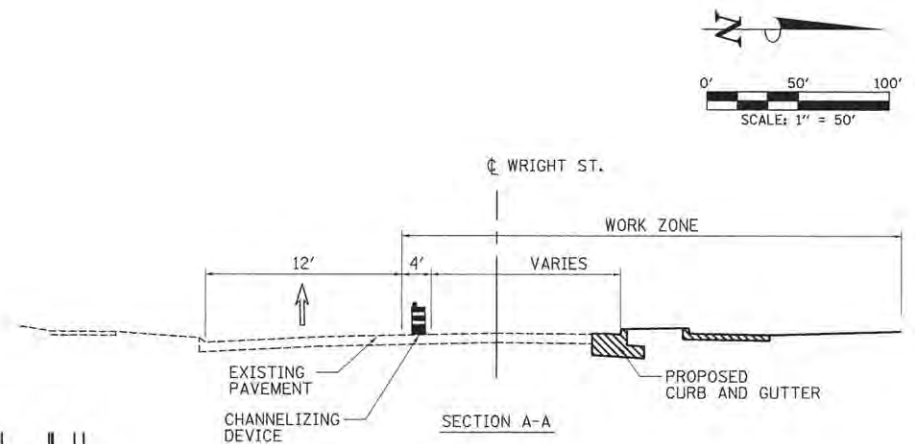 N
0' 50' 100'
SCALE: 1" = 50'
℄ WRIGHT ST.
WORK ZONE
12' 4' VARIES
EXISTING
PAVEMENT
CHANNELIZING
DEVICE
PROPOSED
CURB AND GUTTER
SECTION A-A